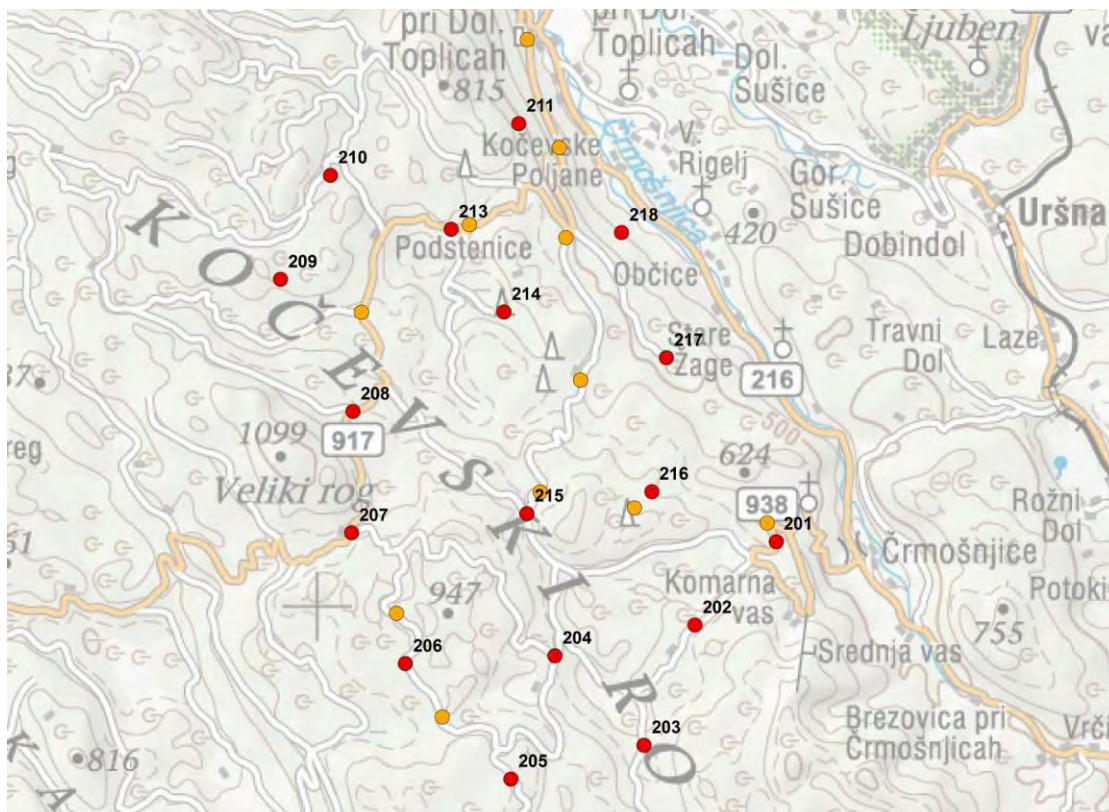 pri Dol.
Toplicah
815
pri Dol.
Toplicah
Dol.
Sušice
Ljuben
211
Kočevske
Poljane
Črmošnjica
V.
Rigelj
Gor.
Sušice
Uršna
210
213
Podstenice
218
420
Dobindol
Občice
209
214
Stare
Žage
217
Travni
Dol
Laze
216
208
917
1099
Veliki rog
KOČEVSKI RO
624
500
215
216
938
201
Rožni
Dol
207
Črmošnjice
Komarna
vas
Potoki
947
202
755
206
204
Srednja vas
203
Brezovica pri
Črmošnjicah
Vrči
816
205